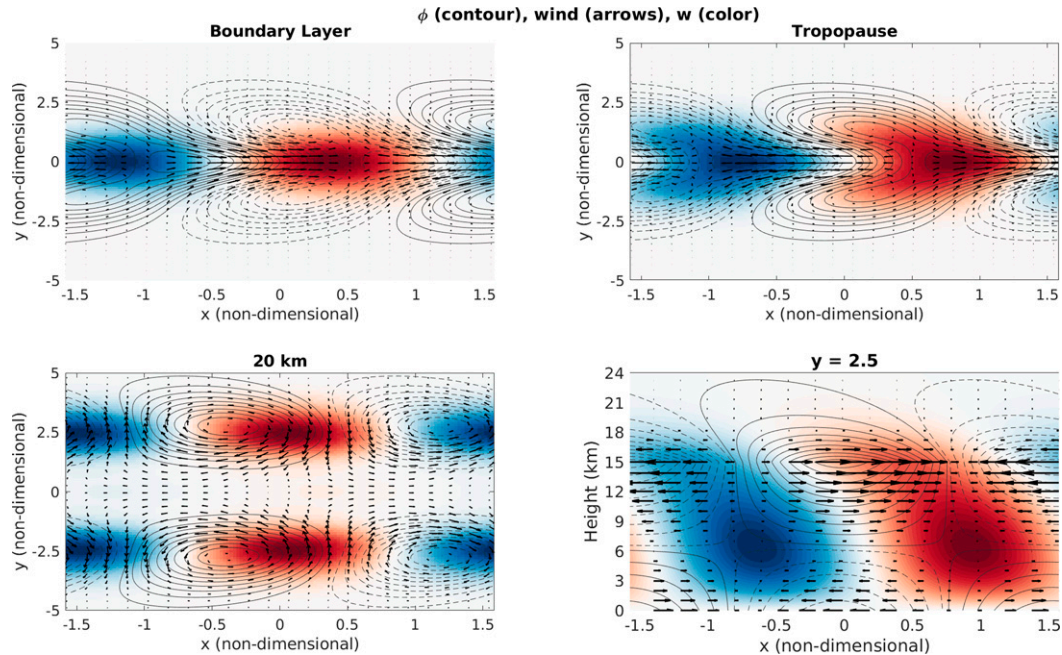 ϕ (contour), wind (arrows), w (color)
Boundary Layer
5
2.5
0
-2.5
-5
y (non-dimensional)
-1.5 -1 -0.5 0 0.5 1 1.5
x (non-dimensional)
Tropopause
5
2.5
0
-2.5
-5
y (non-dimensional)
-1.5 -1 -0.5 0 0.5 1 1.5
x (non-dimensional)
20 km
5
2.5
0
-2.5
-5
y (non-dimensional)
-1.5 -1 -0.5 0 0.5 1 1.5
x (non-dimensional)
y = 2.5
24
21
18
15
12
9
6
3
0
Height (km)
-1.5 -1 -0.5 0 0.5 1 1.5
x (non-dimensional)